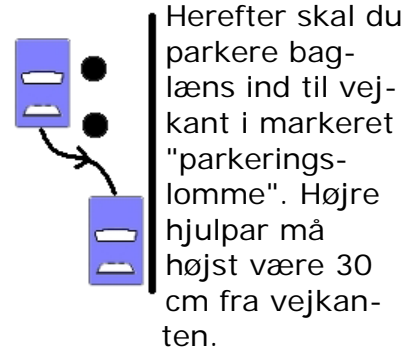 Herefter skal du
parkere bag-
læns ind til vej-
kant i markeret
"parkerings-
lomme". Højre
hjulpar må
højst være 30
cm fra vejkan-
ten.